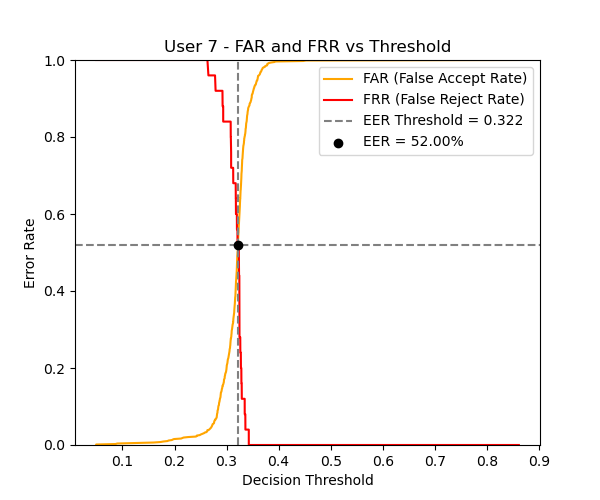 User 7 - FAR and FRR vs Threshold
1.0
0.8
0.6
0.4
0.2
0.0
Error Rate
FAR (False Accept Rate)
FRR (False Reject Rate)
EER Threshold = 0.322
EER = 52.00%
0.1 0.2 0.3 0.4 0.5 0.6 0.7 0.8 0.9
Decision Threshold